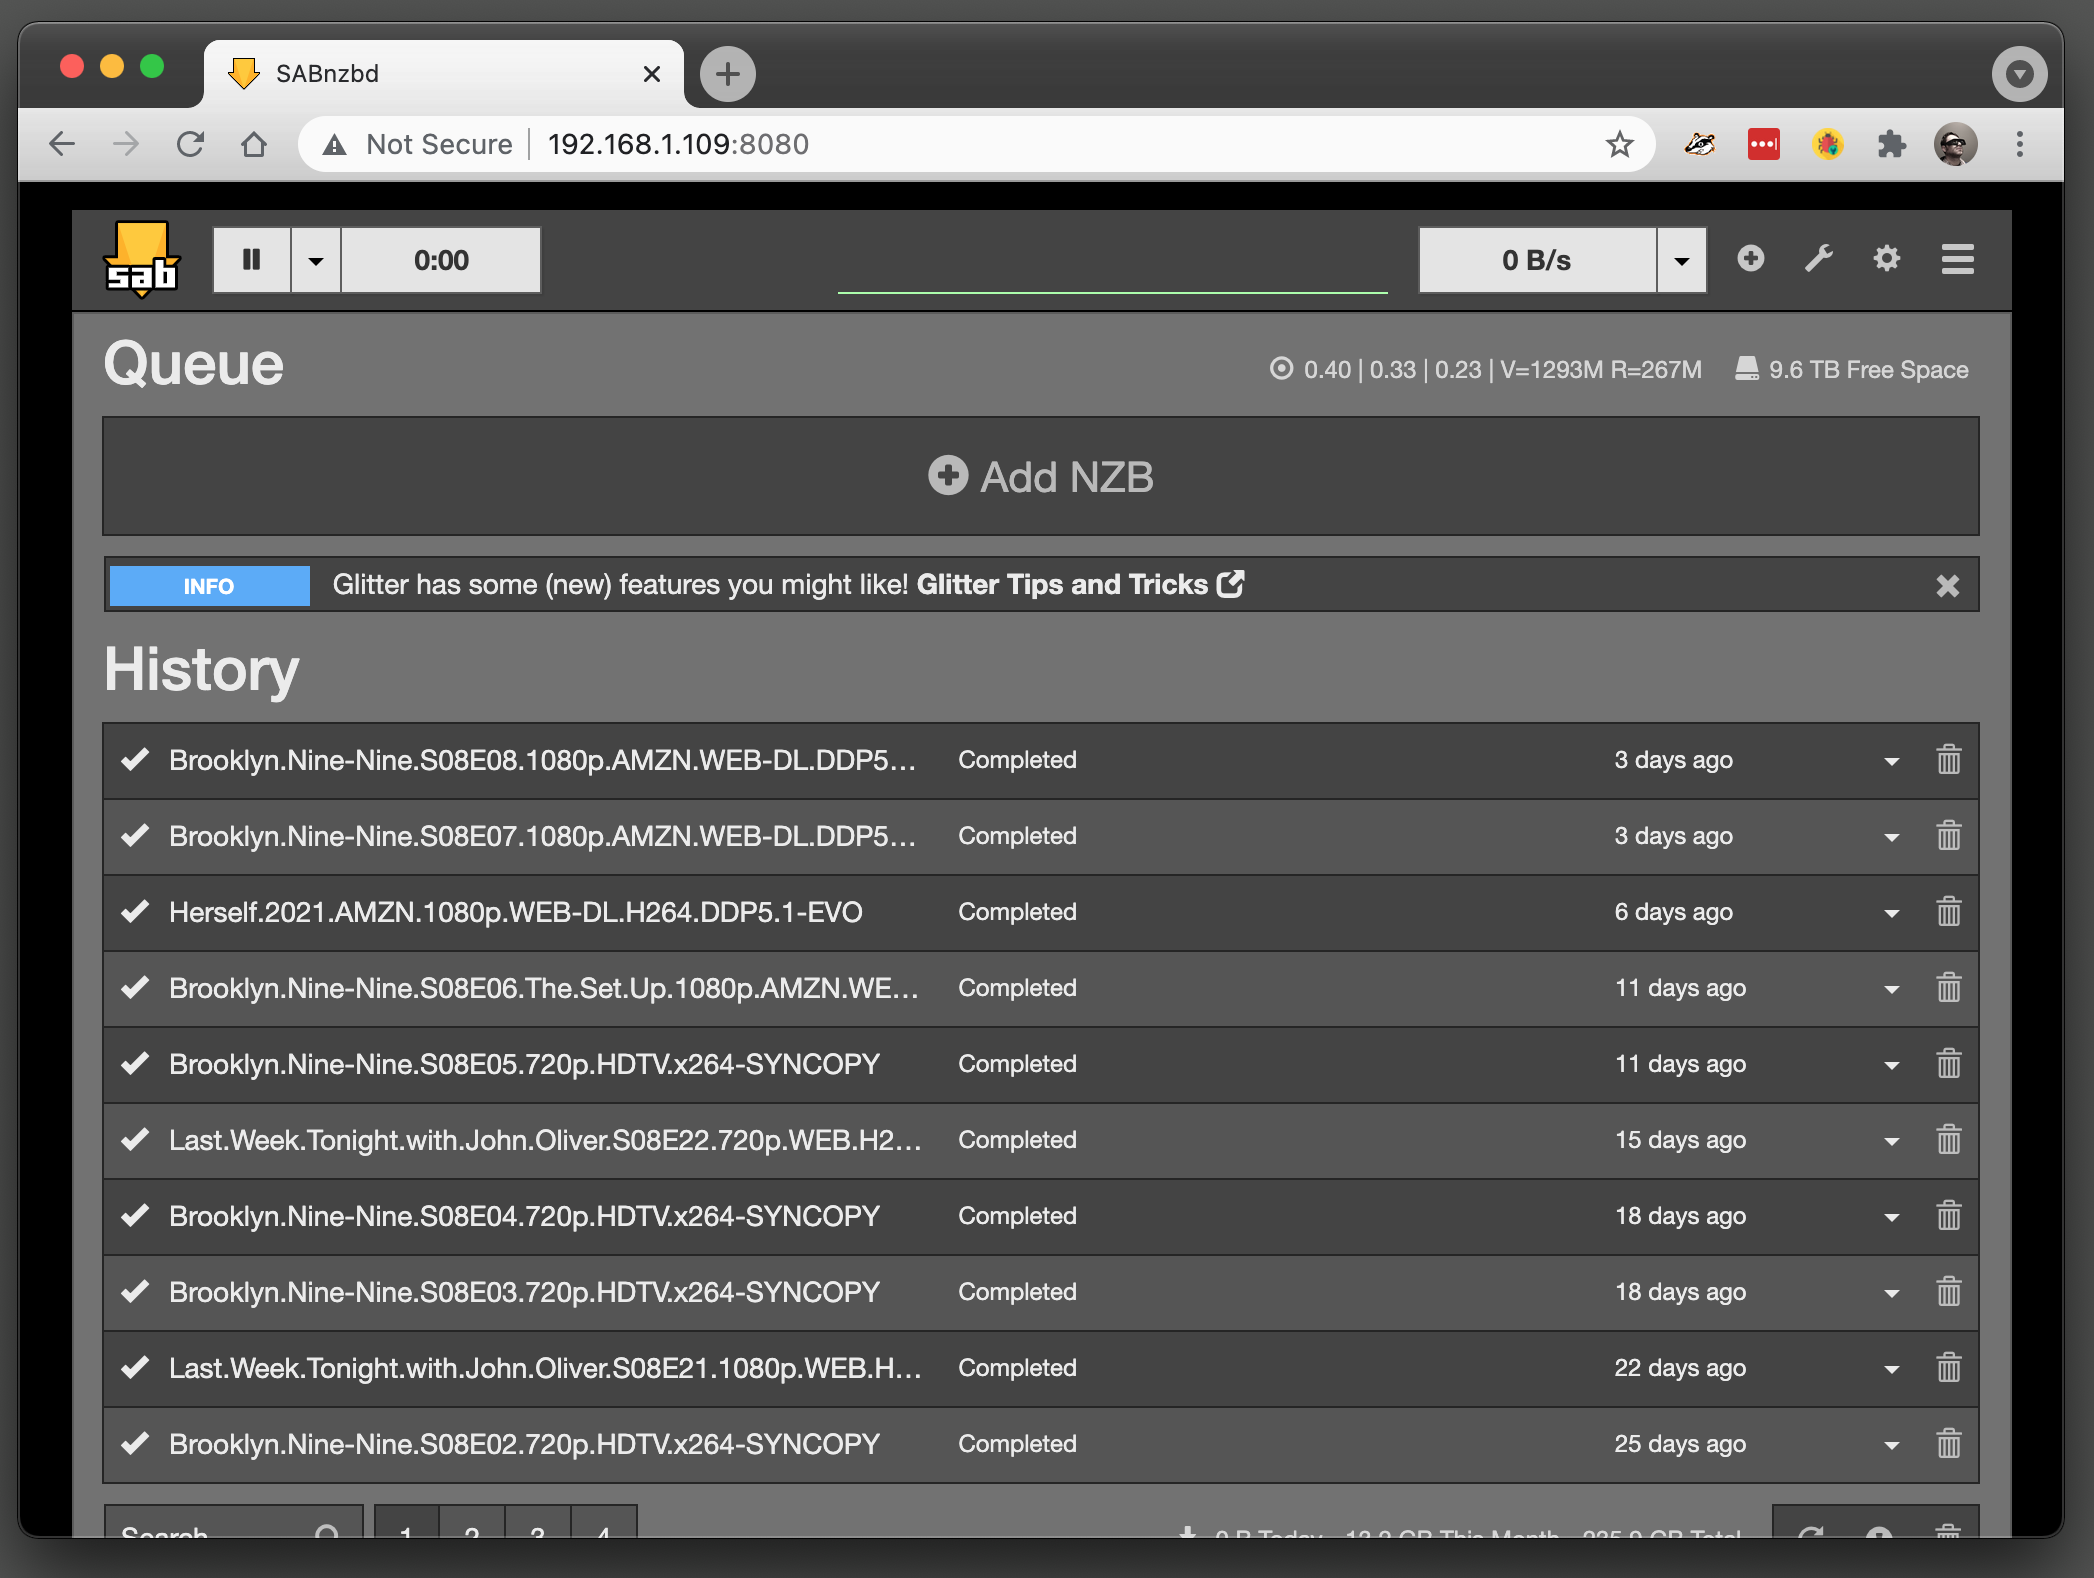 SABnzbd
Not Secure 192.168.1.109:8080
sab 0:00 0 B/s
Queue 0.40 | 0.33 | 0.23 | V=1293M R=267M 9.6 TB Free Space
Add NZB
INFO Glitter has some (new) features you might like! Glitter Tips and Tricks
History
Brooklyn.Nine-Nine.S08E08.1080p.AMZN.WEB-DL.DDP5... Completed 3 days ago
Brooklyn.Nine-Nine.S08E07.1080p.AMZN.WEB-DL.DDP5... Completed 3 days ago
Herself.2021.AMZN.1080p.WEB-DL.H264.DDP5.1-EVO Completed 6 days ago
Brooklyn.Nine-Nine.S08E06.The.Set.Up.1080p.AMZN.WE... Completed 11 days ago
Brooklyn.Nine-Nine.S08E05.720p.HDTV.x264-SYNCOPY Completed 11 days ago
Last.Week.Tonight.with.John.Oliver.S08E22.720p.WEB.H2... Completed 15 days ago
Brooklyn.Nine-Nine.S08E04.720p.HDTV.x264-SYNCOPY Completed 18 days ago
Brooklyn.Nine-Nine.S08E03.720p.HDTV.x264-SYNCOPY Completed 18 days ago
Last.Week.Tonight.with.John.Oliver.S08E21.1080p.WEB.H... Completed 22 days ago
Brooklyn.Nine-Nine.S08E02.720p.HDTV.x264-SYNCOPY Completed 25 days ago
Search 1 2 3 4 0 B Today This Month Total